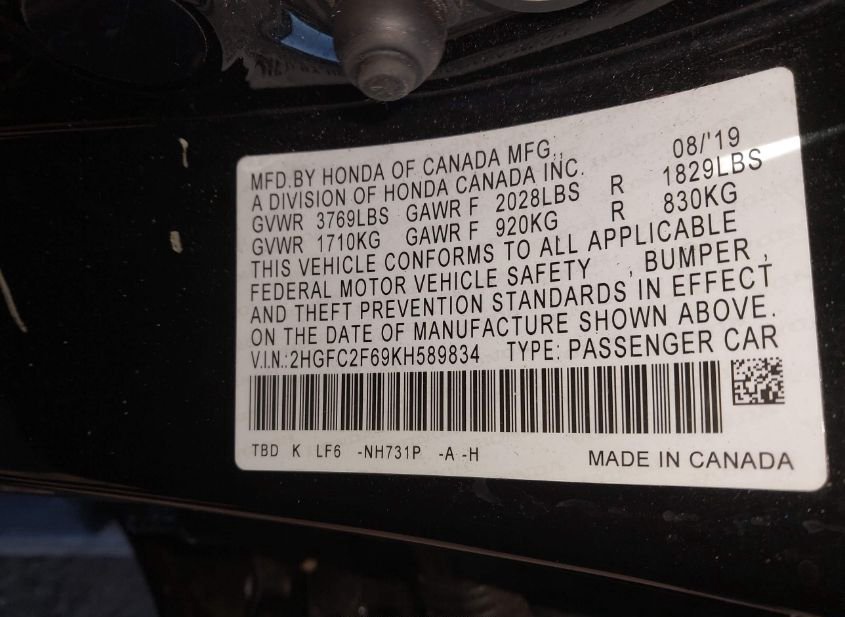 MFD.BY HONDA OF CANADA MFG., 08/'19
A DIVISION OF HONDA CANADA INC.
GVWR 3769LBS GAWR F 2028LBS R 1829LBS
GVWR 1710KG GAWR F 920KG R 830KG
THIS VEHICLE CONFORMS TO ALL APPLICABLE
FEDERAL MOTOR VEHICLE SAFETY , BUMPER ,
AND THEFT PREVENTION STANDARDS IN EFFECT
ON THE DATE OF MANUFACTURE SHOWN ABOVE.
V.I.N.:2HGFC2F69KH589834 TYPE: PASSENGER CAR
TBD K LF6 -NH731P -A -H MADE IN CANADA